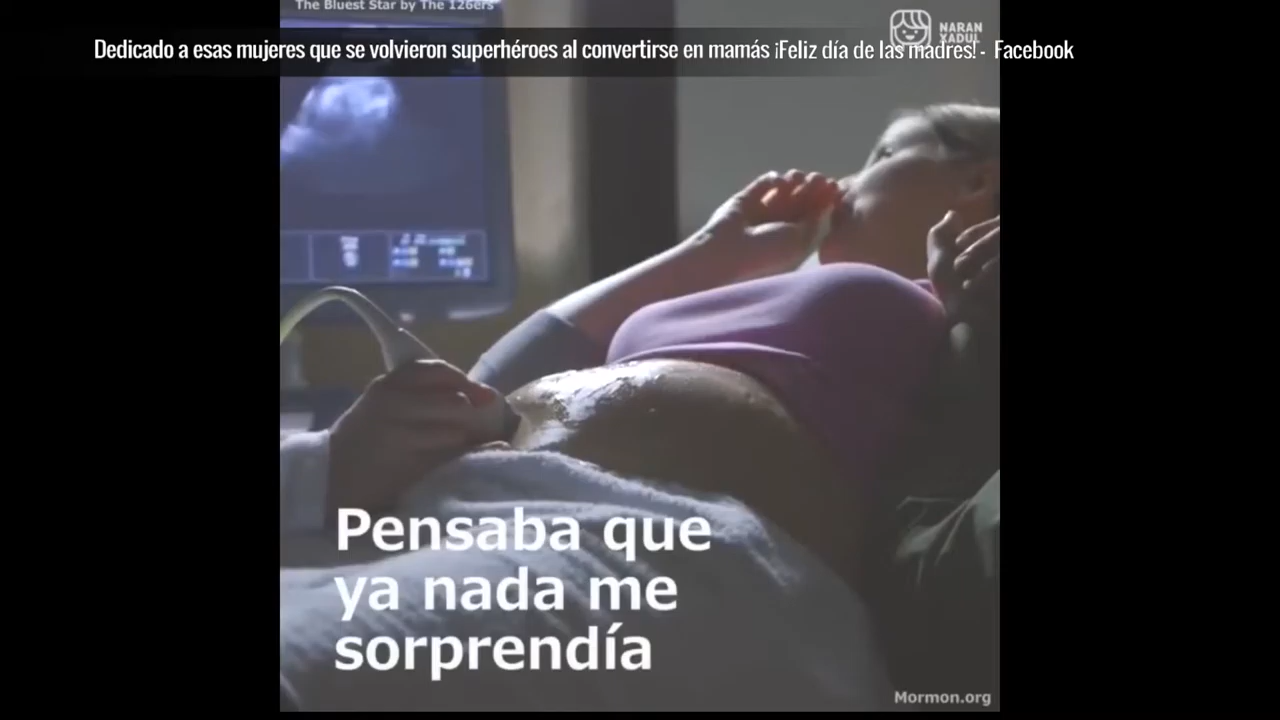 The Bluest Star by The 126ers
NARAN
XADUL
Dedicado a esas mujeres que se volvieron superhéroes al convertirse en mamás ¡Feliz día de las madres! - Facebook
Pensaba que
ya nada me
sorprendía
Mormon.org